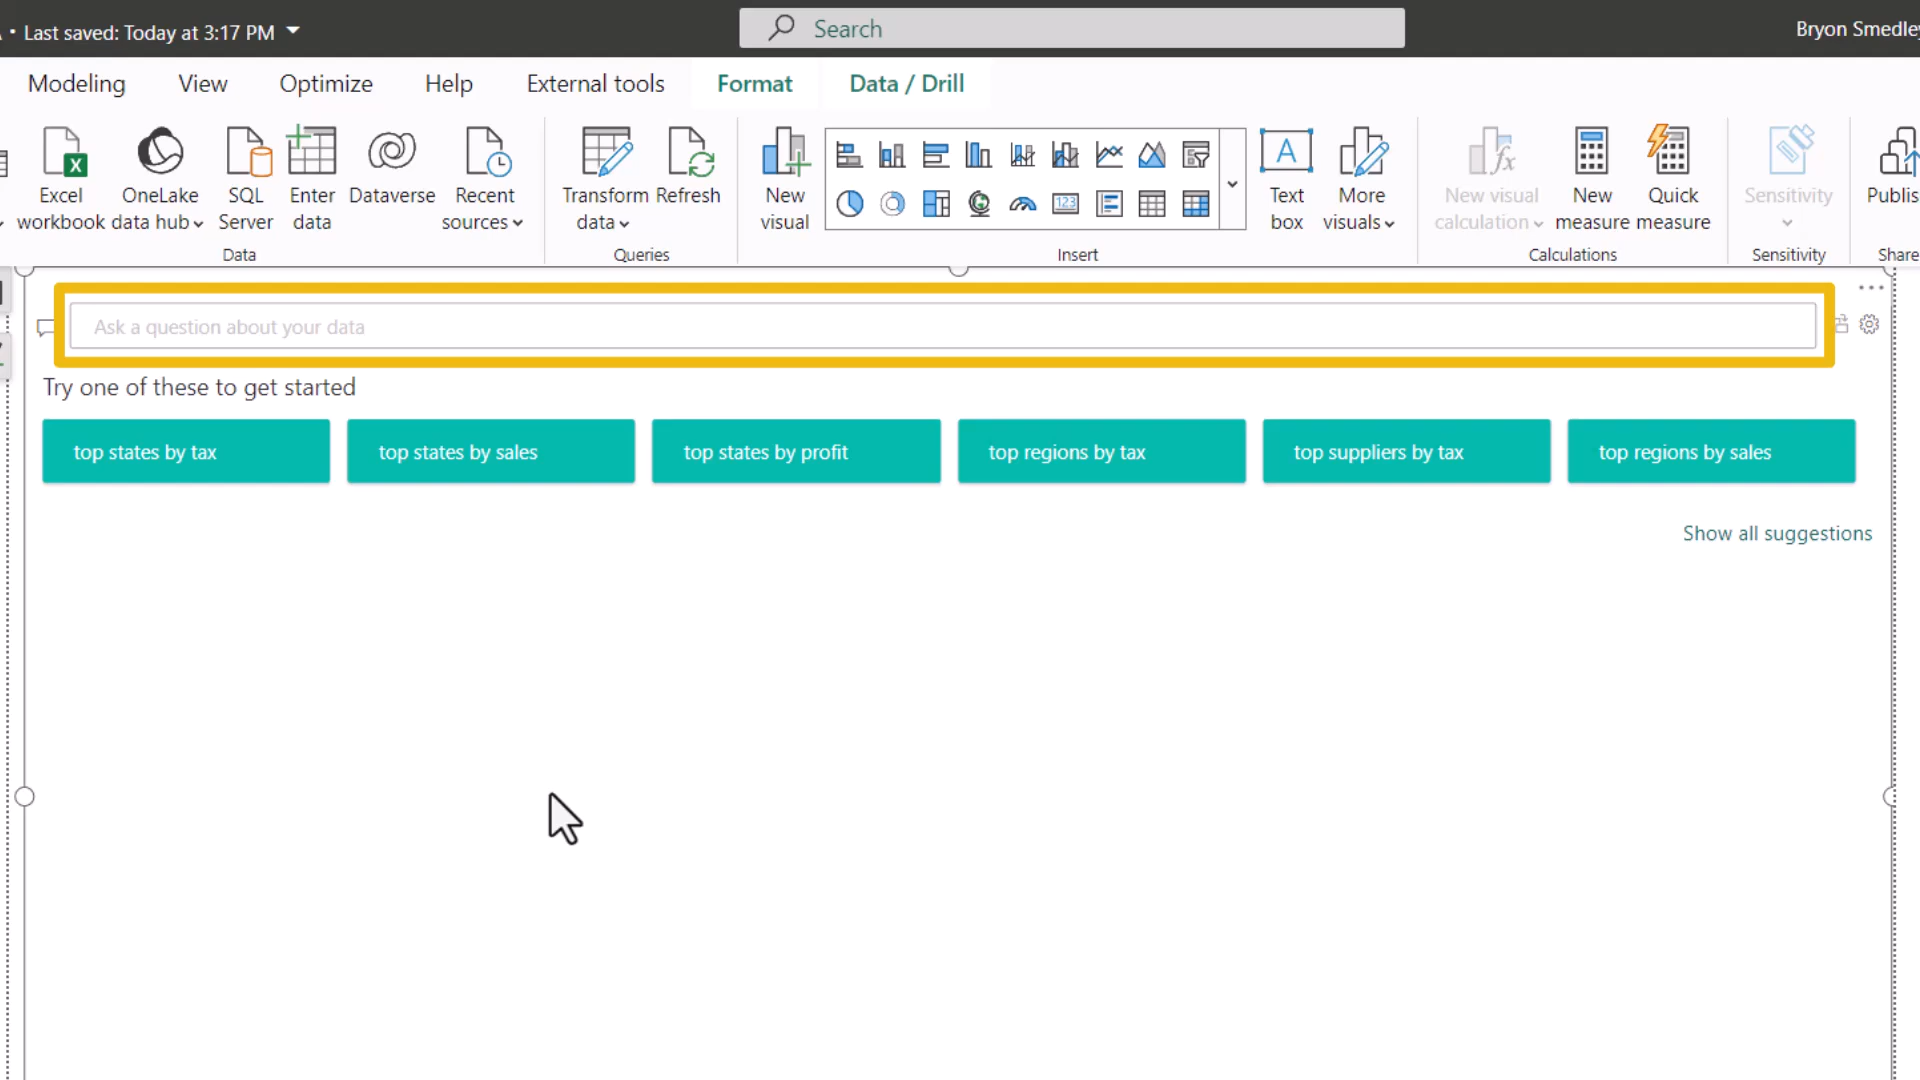 • Last saved: Today at 3:17 PM
Search
Bryon Smedley
Modeling
View
Optimize
Help
External tools
Format
Data / Drill
Excel workbook
OneLake data hub
SQL Server
Enter data
Dataverse
Recent sources
Transform data
Refresh
New visual
123
A
Text box
More visuals
New visual calculation
New measure
Quick measure
Sensitivity
Publis
Data
Queries
Insert
Calculations
Sensitivity
Share
Ask a question about your data
Try one of these to get started
top states by tax
top states by sales
top states by profit
top regions by tax
top suppliers by tax
top regions by sales
Show all suggestions